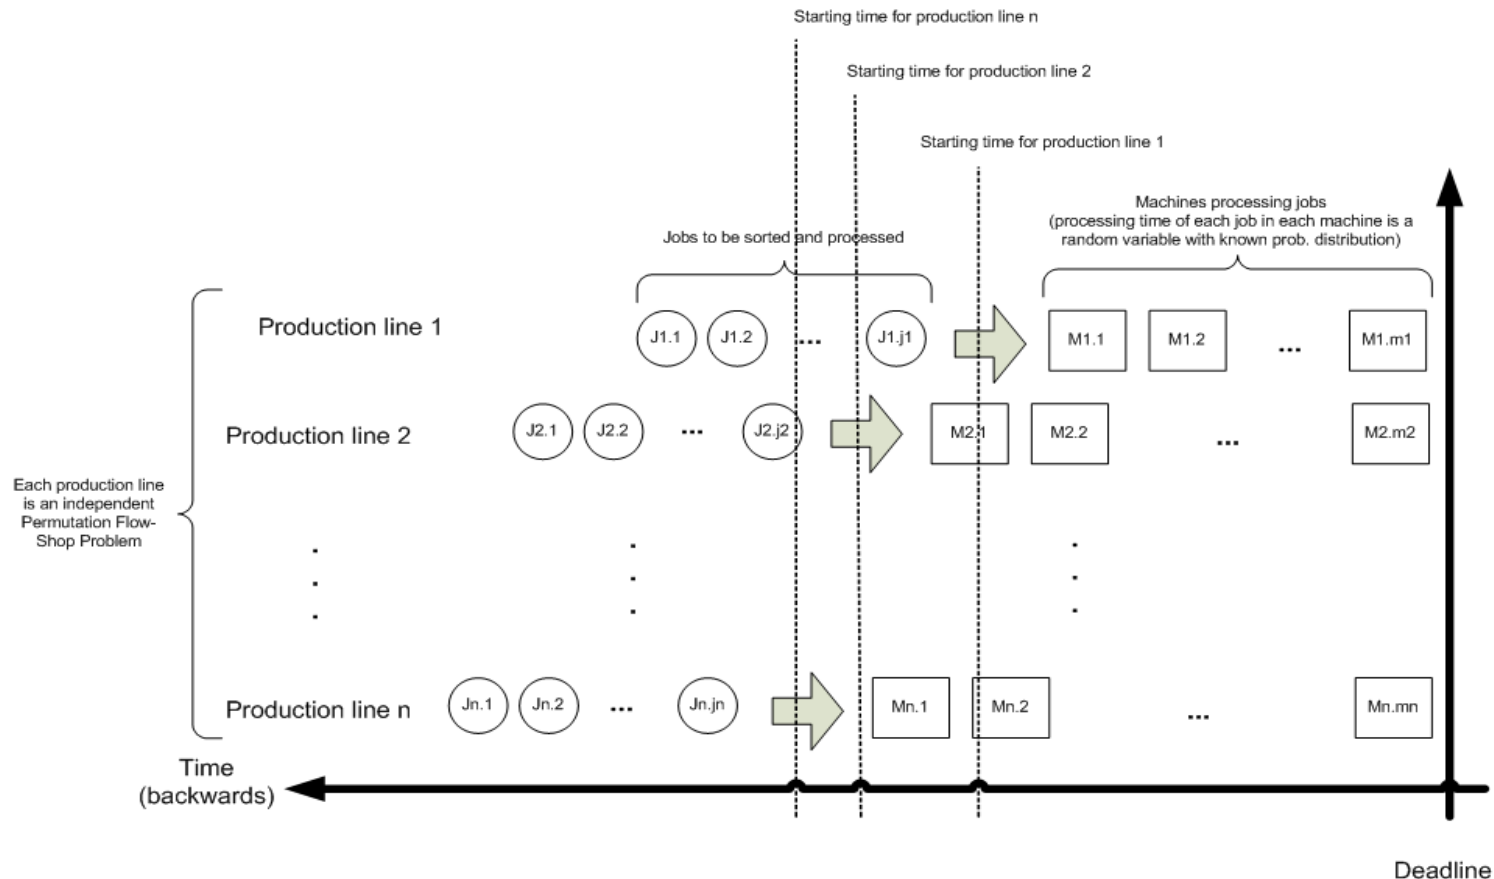 Starting time for production line n
Starting time for production line 2
Starting time for production line 1
Machines processing jobs
(processing time of each job in each machine is a
random variable with known prob. distribution)
Jobs to be sorted and processed
Production line 1
J1.1 J1.2 ... J1.j1 M1.1 M1.2 ... M1.m1
Production line 2
J2.1 J2.2 ... J2.j2 M2.1 M2.2 ... M2.m2
Each production line
is an independent
Permutation Flow-
Shop Problem
Production line n
Jn.1 Jn.2 ... Jn.jn Mn.1 Mn.2 ... Mn.mn
Time
(backwards)
Deadline